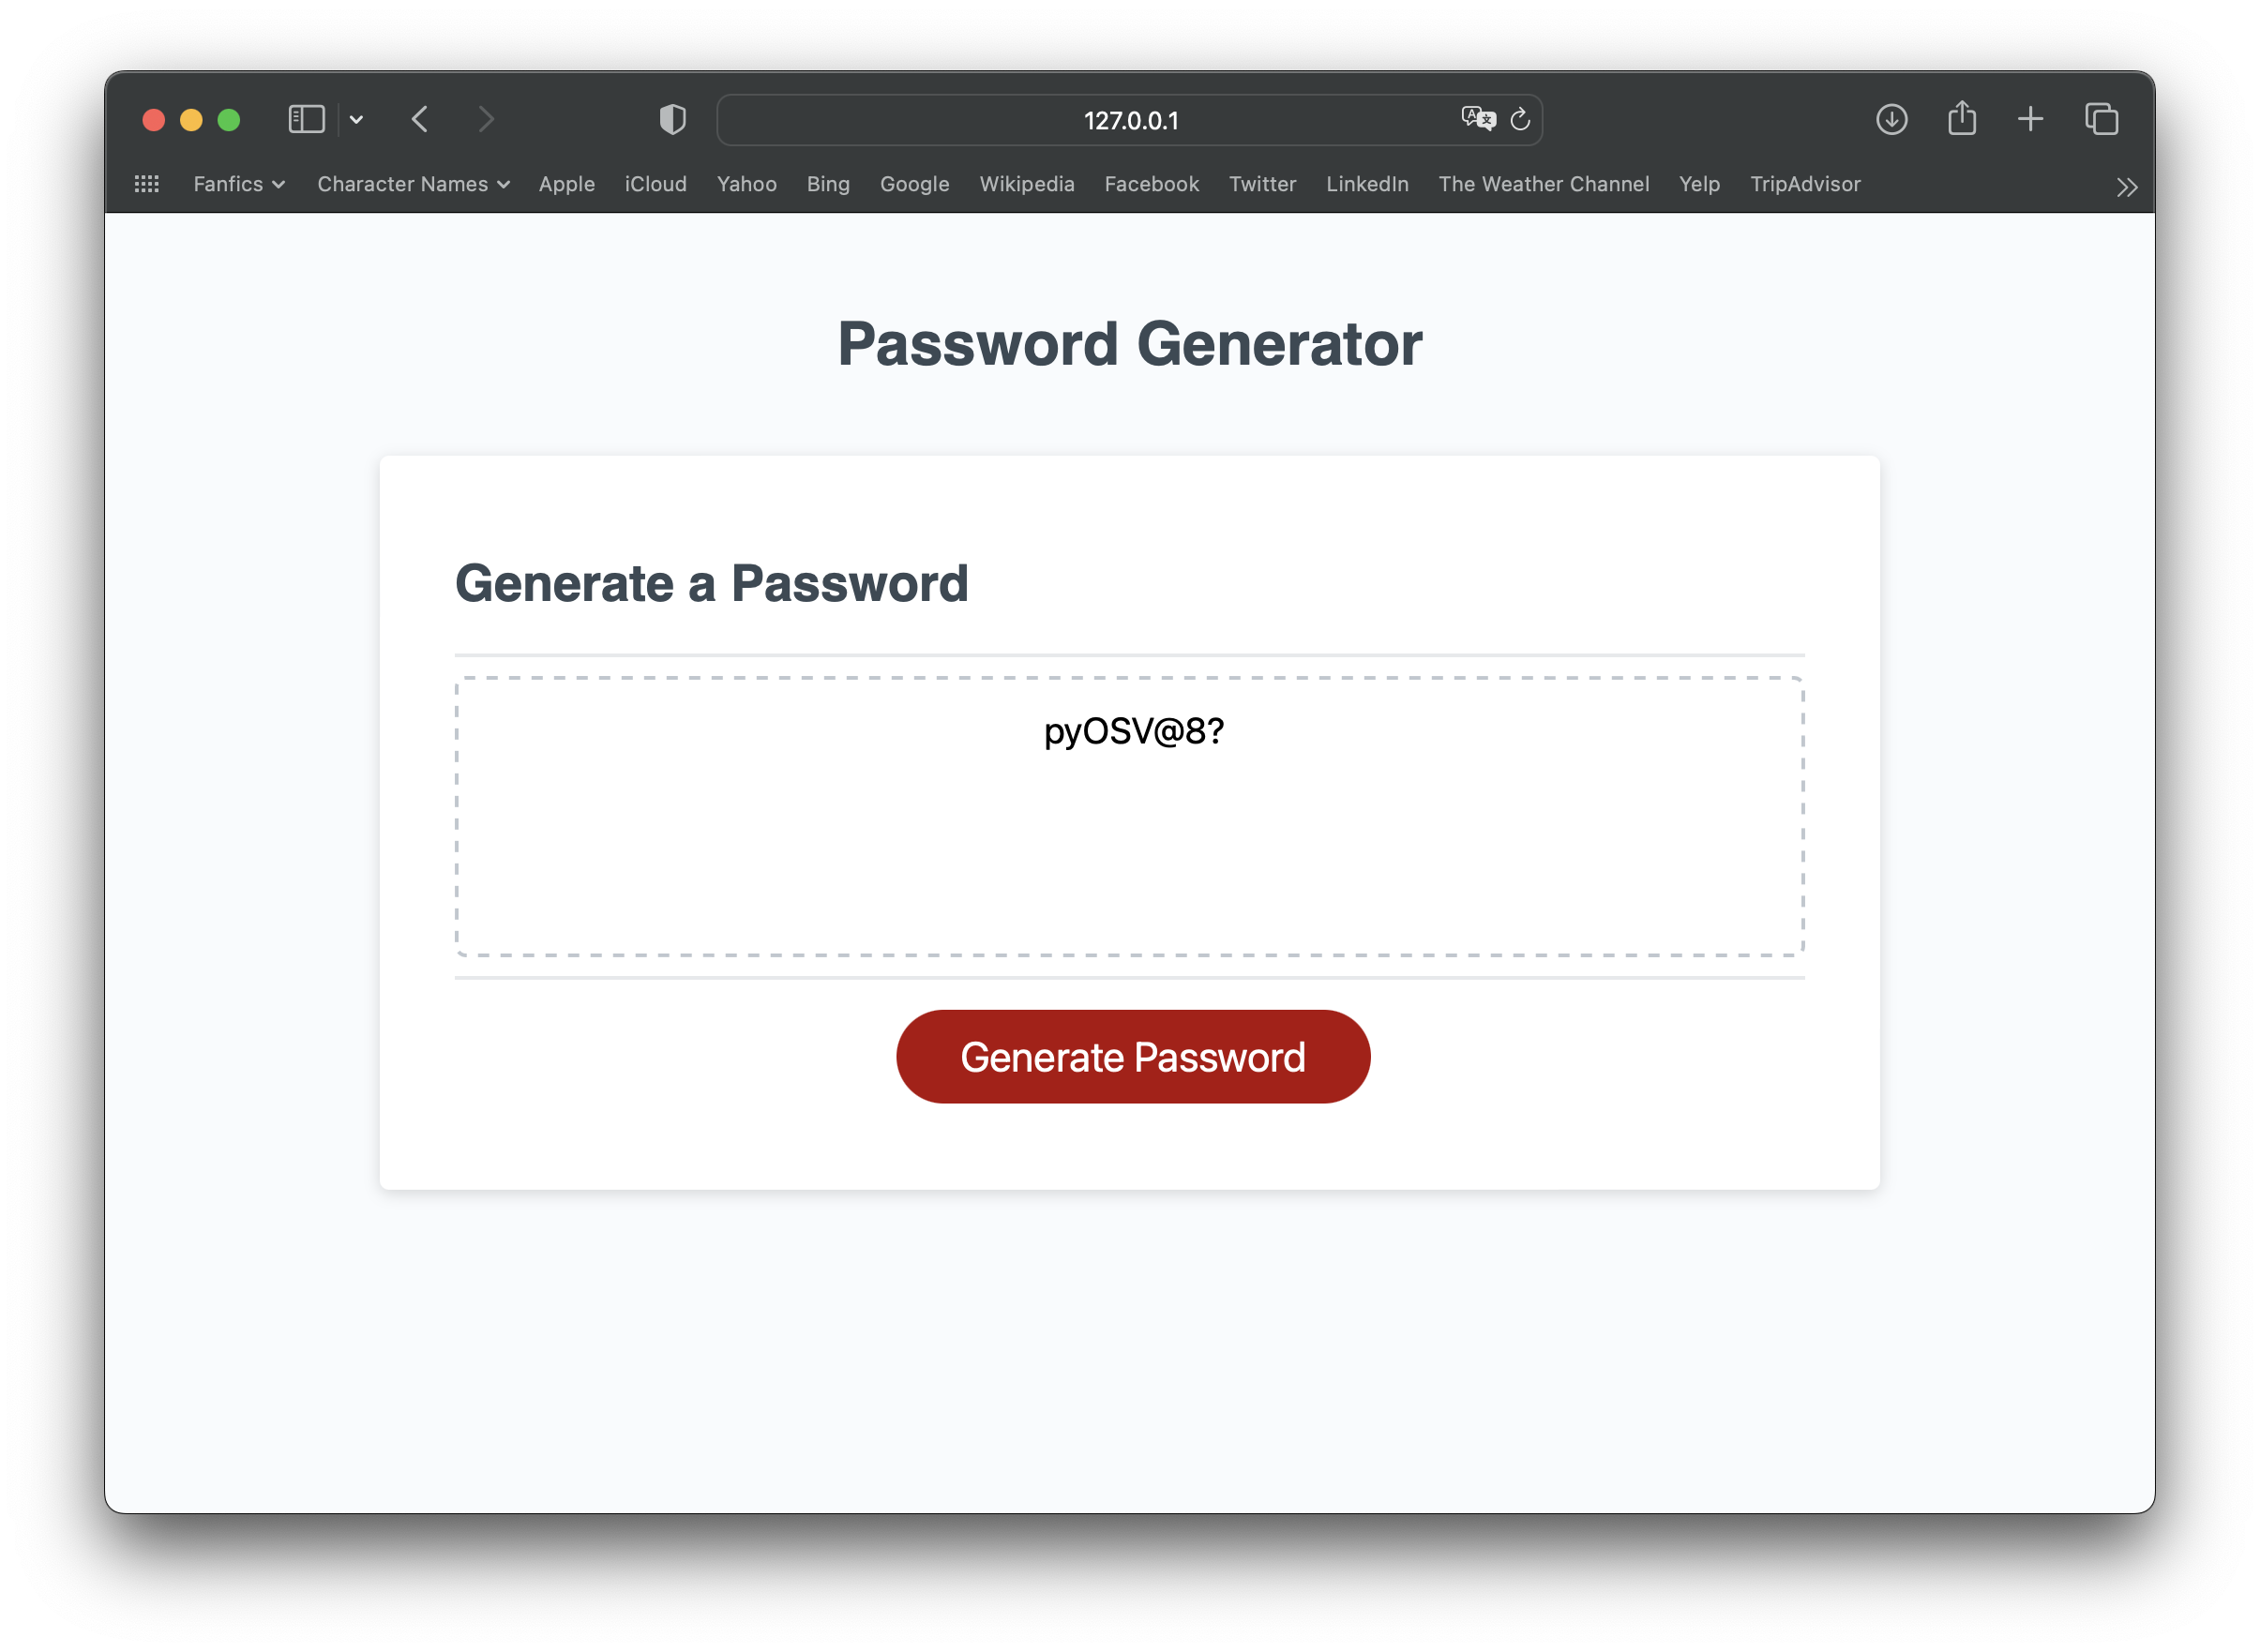 127.0.0.1
Fanfics Character Names Apple iCloud Yahoo Bing Google Wikipedia Facebook Twitter LinkedIn The Weather Channel Yelp TripAdvisor
Password Generator
Generate a Password
pyOSV@8?
Generate Password